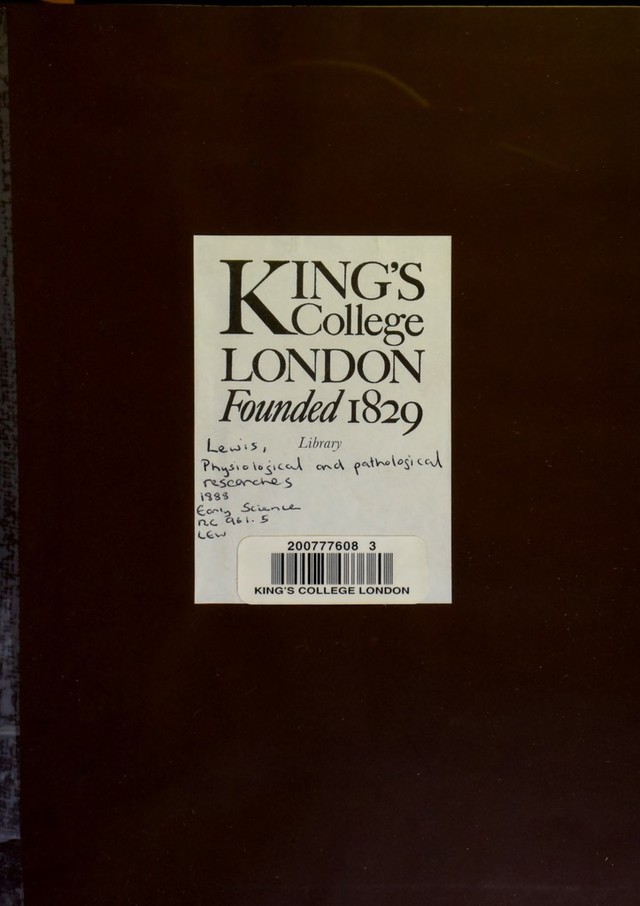 KING'S
College
LONDON
Founded 1829
Library
Lewis,
Physiological and pathological
researches
1888
Early Science
RC 961.5
LEW
200777608 3
KING'S COLLEGE LONDON